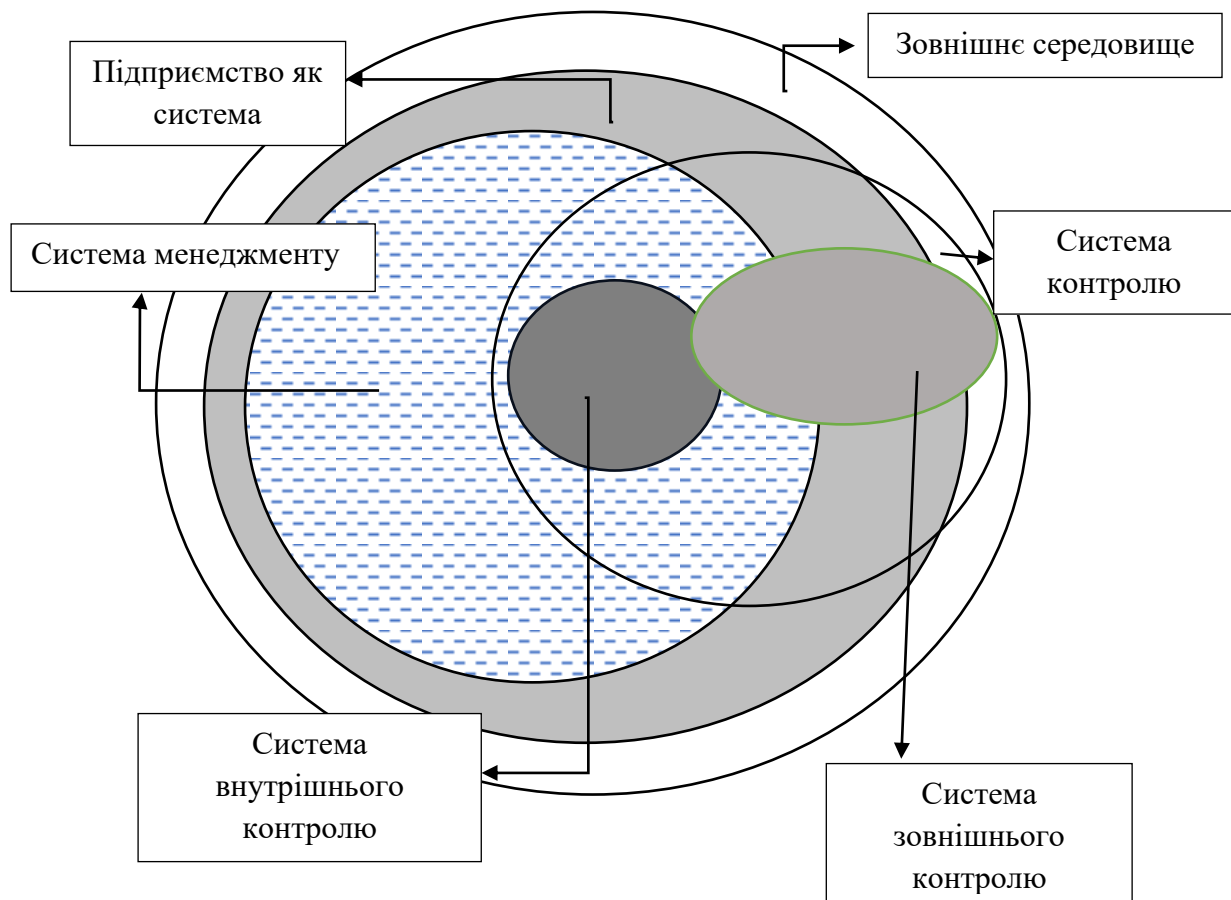 Зовнішнє середовище
Підприємство як
система
Система менеджменту
Система
контролю
Система
внутрішнього
контролю
Система
зовнішнього
контролю